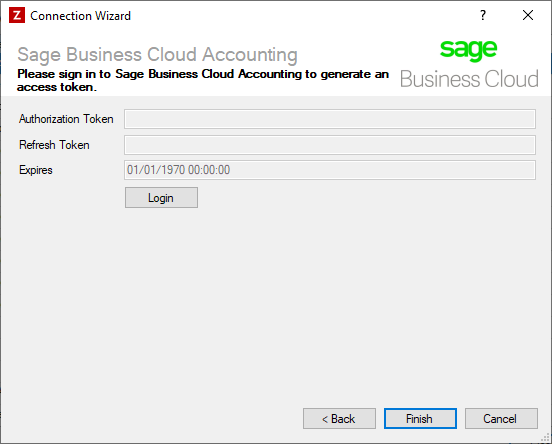 Z Connection Wizard ?
Sage Business Cloud Accounting
Please sign in to Sage Business Cloud Accounting to generate an
access token.
sage
Business Cloud
Authorization Token
Refresh Token
Expires 01/01/1970 00:00:00
Login
< Back Finish Cancel